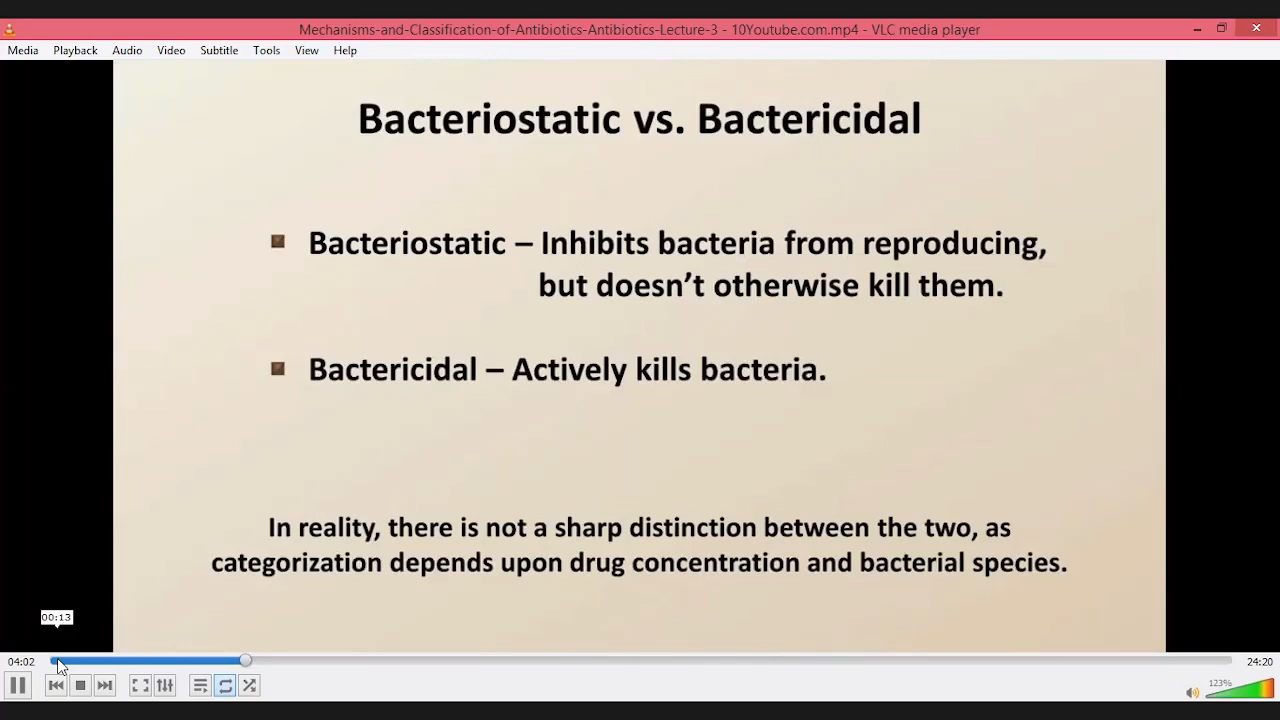 Mechanisms-and-Classification-of-Antibiotics-Antibiotics-Lecture-3 - 10Youtube.com.mp4 - VLC media player
Media Playback Audio Video Subtitle Tools View Help
Bacteriostatic vs. Bactericidal
Bacteriostatic – Inhibits bacteria from reproducing,
but doesn’t otherwise kill them.
Bactericidal – Actively kills bacteria.
In reality, there is not a sharp distinction between the two, as
categorization depends upon drug concentration and bacterial species.
00:13
04:02 24:20
123%